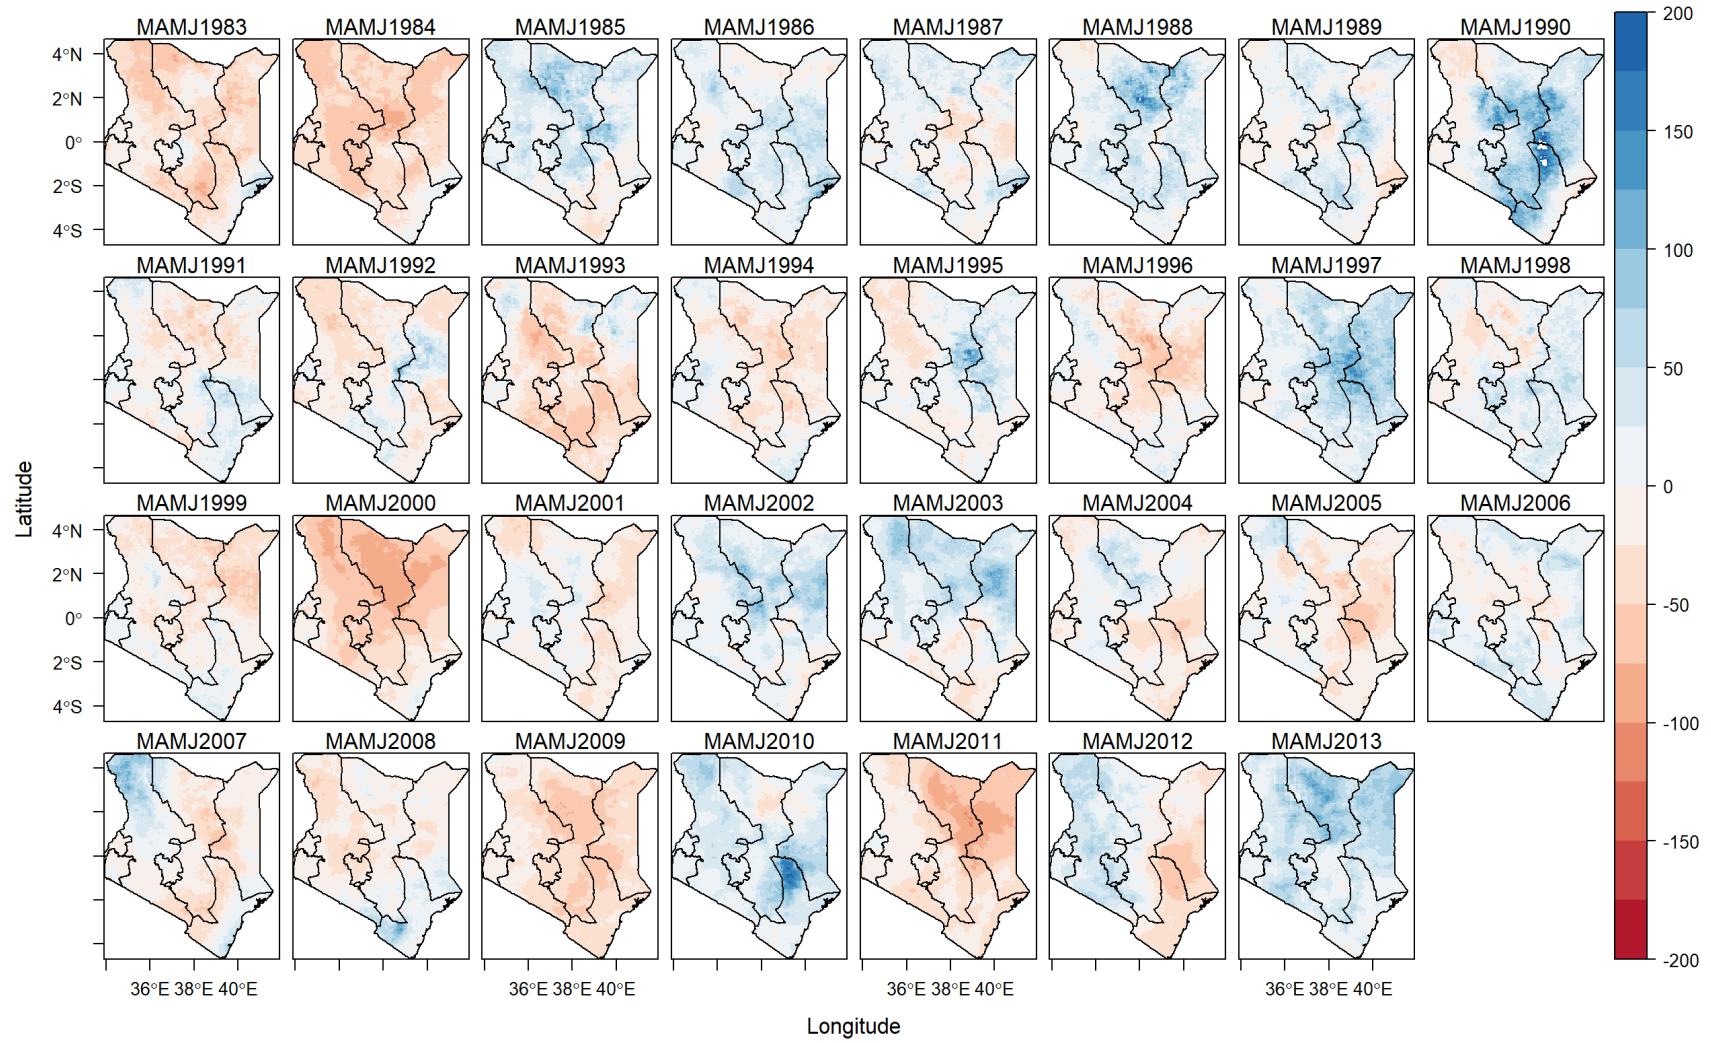 MAMJ1983 MAMJ1984 MAMJ1985 MAMJ1986 MAMJ1987 MAMJ1988 MAMJ1989 MAMJ1990
4°N
2°N
0°
2°S
4°S
MAMJ1991 MAMJ1992 MAMJ1993 MAMJ1994 MAMJ1995 MAMJ1996 MAMJ1997 MAMJ1998
MAMJ1999 MAMJ2000 MAMJ2001 MAMJ2002 MAMJ2003 MAMJ2004 MAMJ2005 MAMJ2006
4°N
2°N
0°
2°S
4°S
MAMJ2007 MAMJ2008 MAMJ2009 MAMJ2010 MAMJ2011 MAMJ2012 MAMJ2013
36°E 38°E 40°E 36°E 38°E 40°E 36°E 38°E 40°E 36°E 38°E 40°E
Latitude
Longitude
200
150
100
50
0
-50
-100
-150
-200